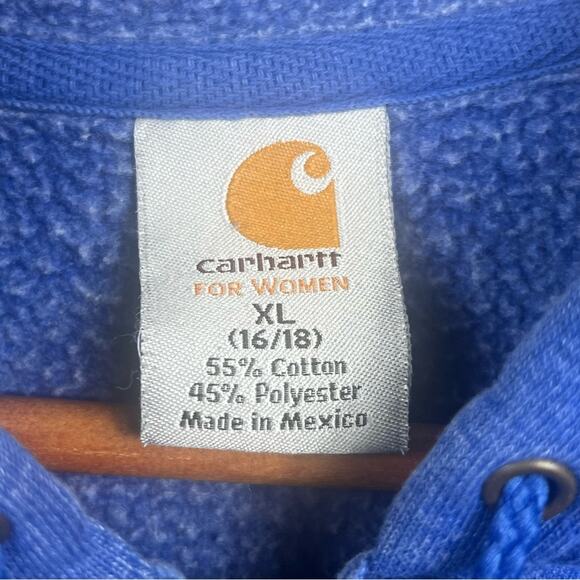 carhartt
FOR WOMEN
XL
(16/18)
55% Cotton
45% Polyester
Made in Mexico